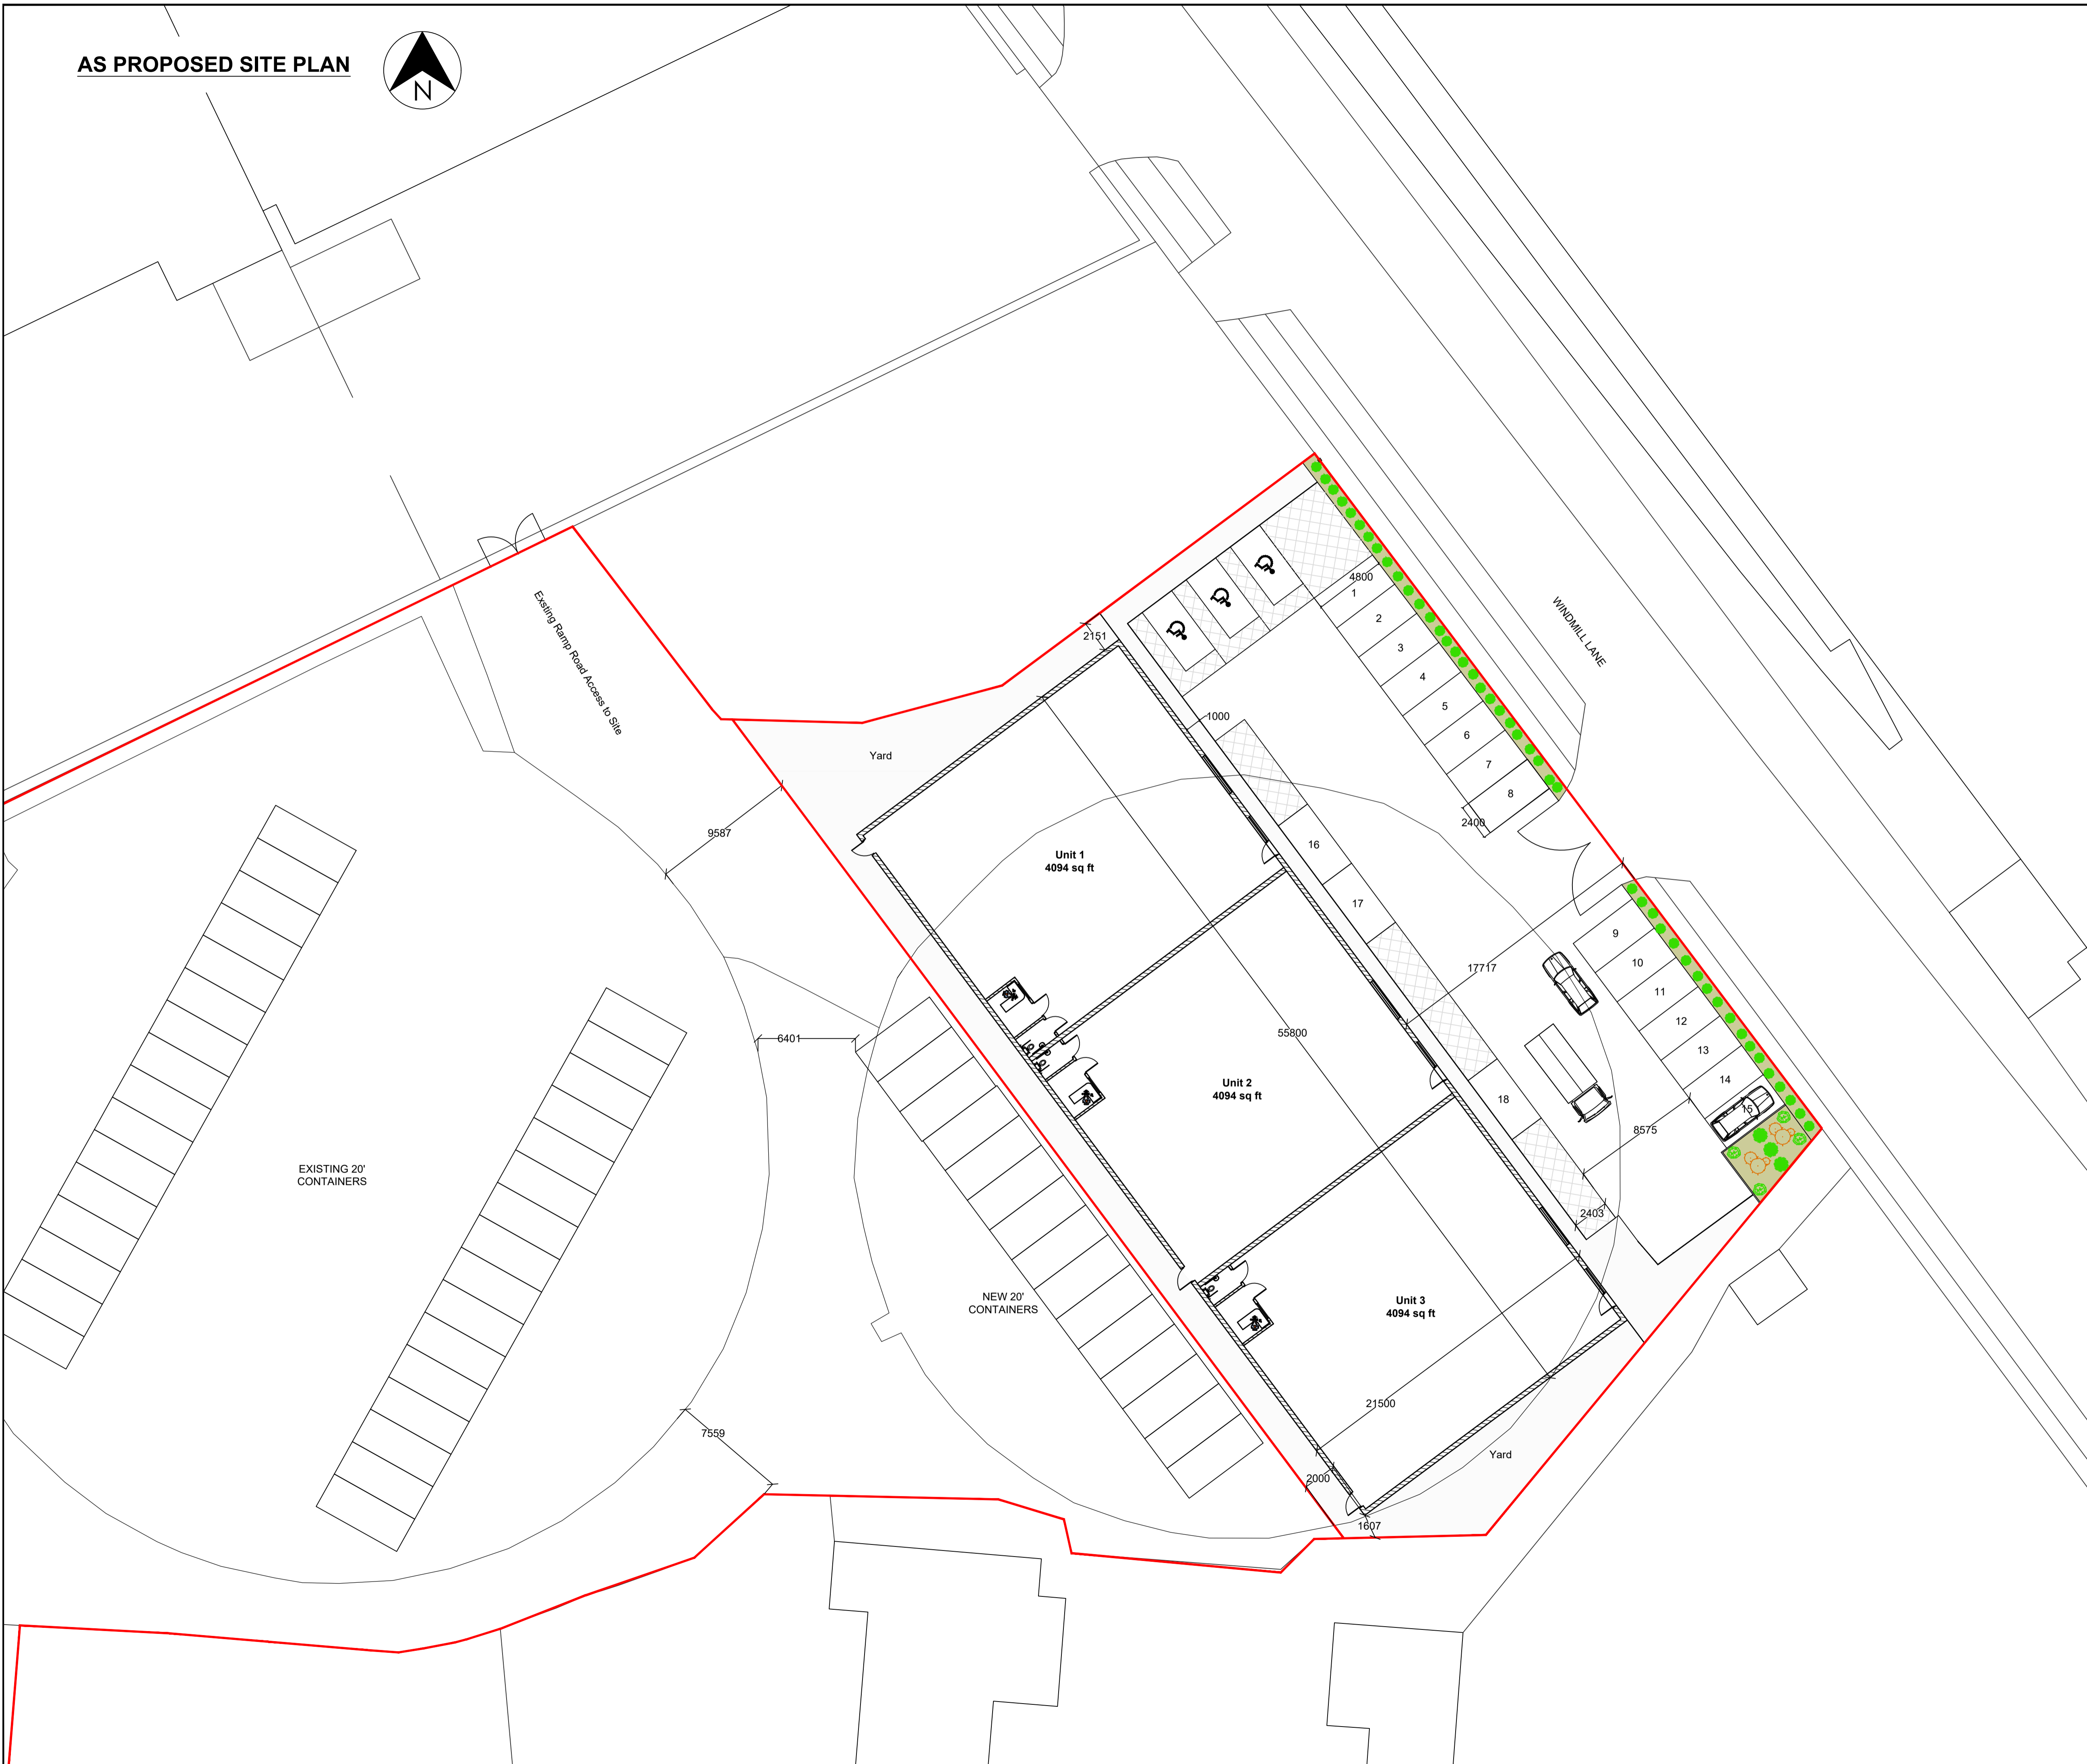 AS PROPOSED SITE PLAN
N
Exsting Ramp Road Access to Site
WINDMILL LANE
4800
1
2
3
4
5
6
7
8
2151
1000
2400
Yard
9587
Unit 1
4094 sq ft
16
17
9
10
11
12
13
14
15
17717
6401
55800
Unit 2
4094 sq ft
18
8575
EXISTING 20'
CONTAINERS
2403
NEW 20'
CONTAINERS
Unit 3
4094 sq ft
21500
7559
Yard
2000
1607